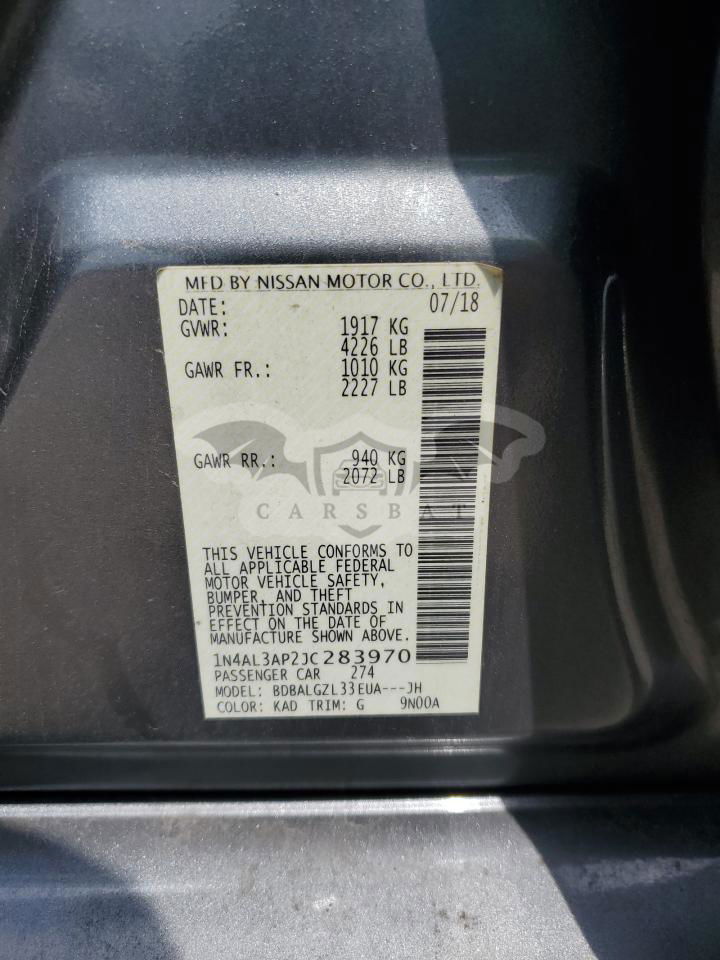 MFD BY NISSAN MOTOR CO., LTD.
DATE: 07/18
GVWR: 1917 KG
4226 LB
GAWR FR.: 1010 KG
2227 LB
GAWR RR.: 940 KG
2072 LB
CARSBAT
THIS VEHICLE CONFORMS TO
ALL APPLICABLE FEDERAL
MOTOR VEHICLE SAFETY,
BUMPER, AND THEFT
PREVENTION STANDARDS IN
EFFECT ON THE DATE OF
MANUFACTURE SHOWN ABOVE.
1N4AL3AP2JC283970
PASSENGER CAR 274
MODEL: BDBALGZL33EUA---JH
COLOR: KAD TRIM: G 9N00A